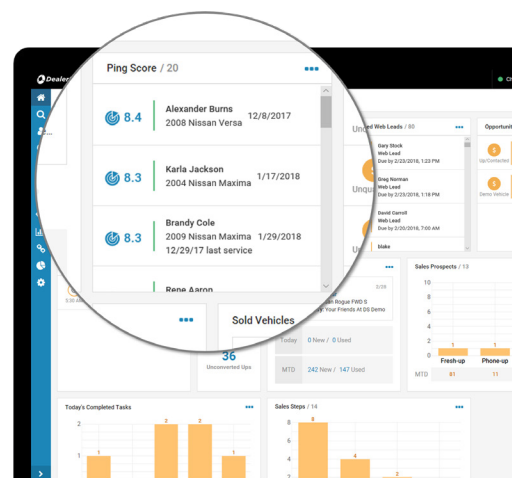 Dealer
Ping Score / 20
8.4
Alexander Burns
2008 Nissan Versa
12/8/2017
8.3
Karla Jackson
2004 Nissan Maxima
1/17/2018
8.3
Brandy Cole
2009 Nissan Maxima 1/29/2018
12/29/17 last service
Rene Aaron
ed Web Leads / 80
Gary Stock
Web Lead
Due by 2/23/2018, 1:23 PM
Greg Norman
Web Lead
Due by 2/23/2018, 1:18 PM
David Carroll
Web Lead
Due by 2/20/2018, 7:00 AM
blake
Opportunit
Up/Contacted
Demo Vehicle
Sold Vehicles
an Rogue FWD S
y: Your Friends At DS Demo
Today 0 New / 0 Used
MTD 242 New / 147 Used
36
Unconverted Ups
Sales Prospects / 13
10
8
6
4
2
0
1
1
Fresh-up Phone-up
MTD 81 11
Today's Completed Tasks
2
1
1
2
2
1
Sales Steps / 14
8
6
4
2
8
4
2